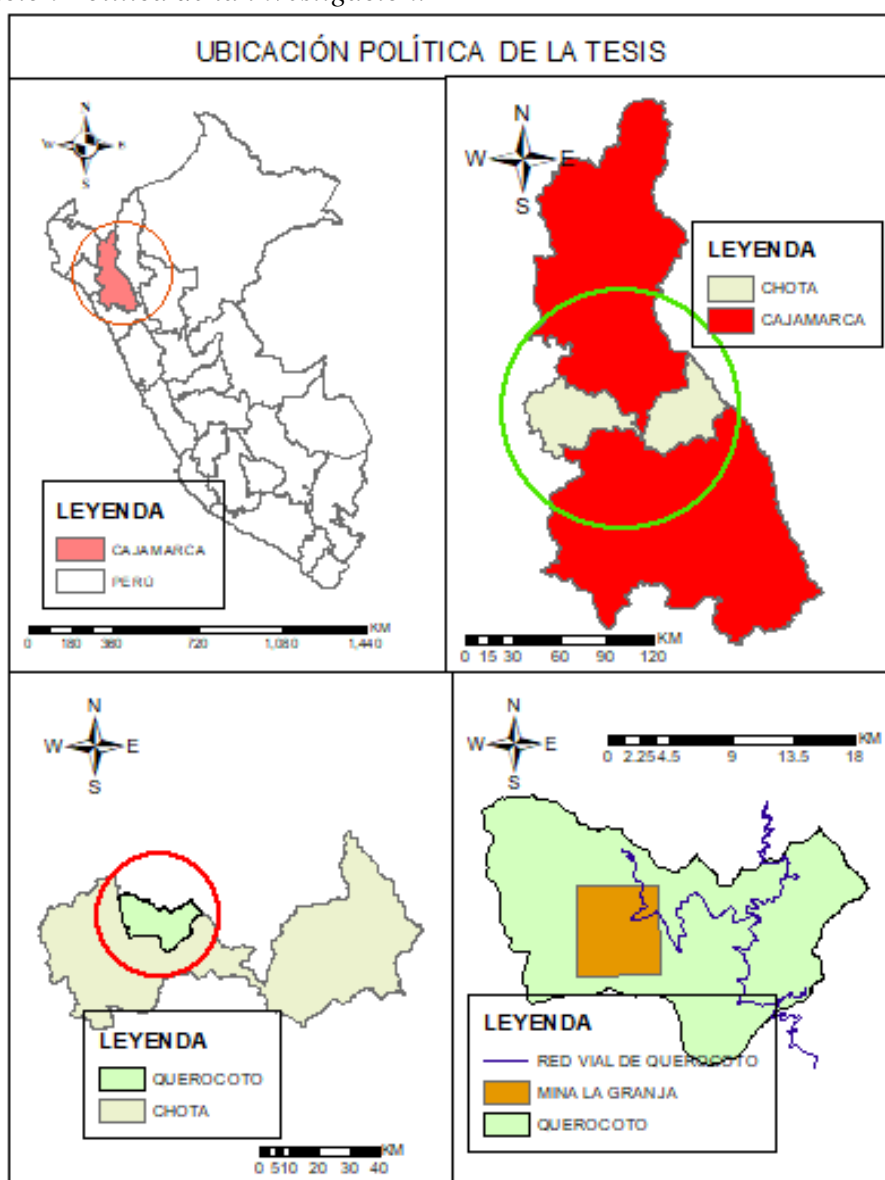 UBICACIÓN POLÍTICA DE LA TESIS
N
W E
S
LEYENDA
CAJAMARCA
PERÚ
KM
0 180 360 720 1,080 1,440
N
W E
S
LEYENDA
CHOTA
CAJAMARCA
KM
0 15 30 60 90 120
N
W E
S
LEYENDA
QUEROCOTO
CHOTA
KM
0 5 10 20 30 40
N
W E
S
KM
0 2.25 4.5 9 13.5 18
LEYENDA
RED VIAL DE QUEROCOTO
MINA LA GRANJA
QUEROCOTO